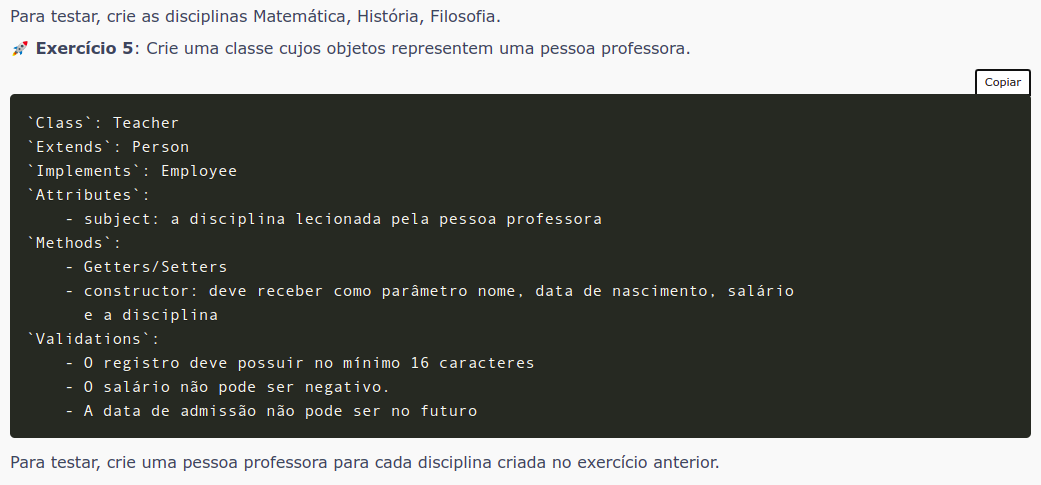 Para testar, crie as disciplinas Matemática, História, Filosofia.
🚀 Exercício 5: Crie uma classe cujos objetos representem uma pessoa professora.
Copiar
`Class`: Teacher
`Extends`: Person
`Implements`: Employee
`Attributes`:
    - subject: a disciplina lecionada pela pessoa professora
`Methods`:
    - Getters/Setters
    - constructor: deve receber como parâmetro nome, data de nascimento, salário
      e a disciplina
`Validations`:
    - O registro deve possuir no mínimo 16 caracteres
    - O salário não pode ser negativo.
    - A data de admissão não pode ser no futuro
Para testar, crie uma pessoa professora para cada disciplina criada no exercício anterior.